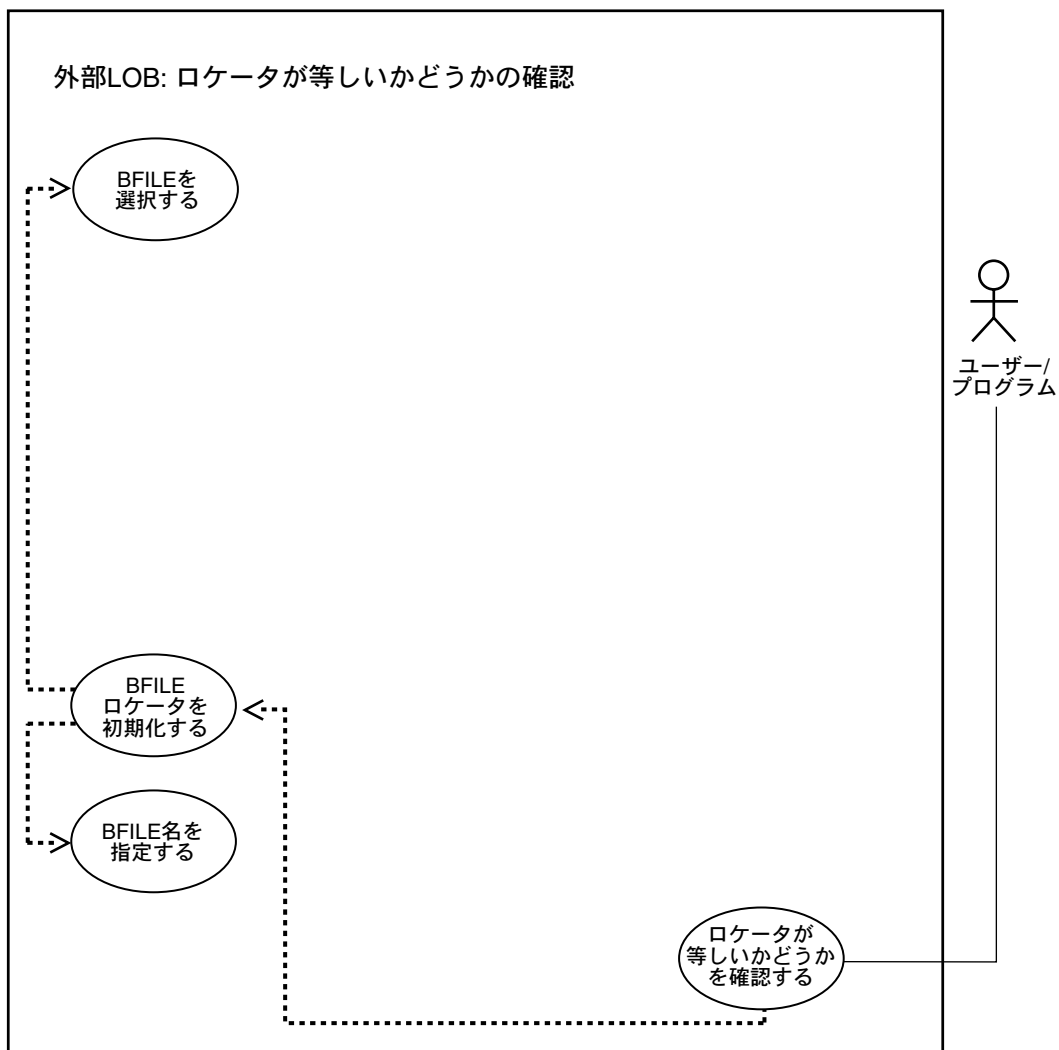 外部LOB: ロケータが等しいかどうかの確認
BFILEを
選択する
ユーザー/
プログラム
BFILE
ロケータを
初期化する
BFILE名を
指定する
ロケータが
等しいかどうか
を確認する